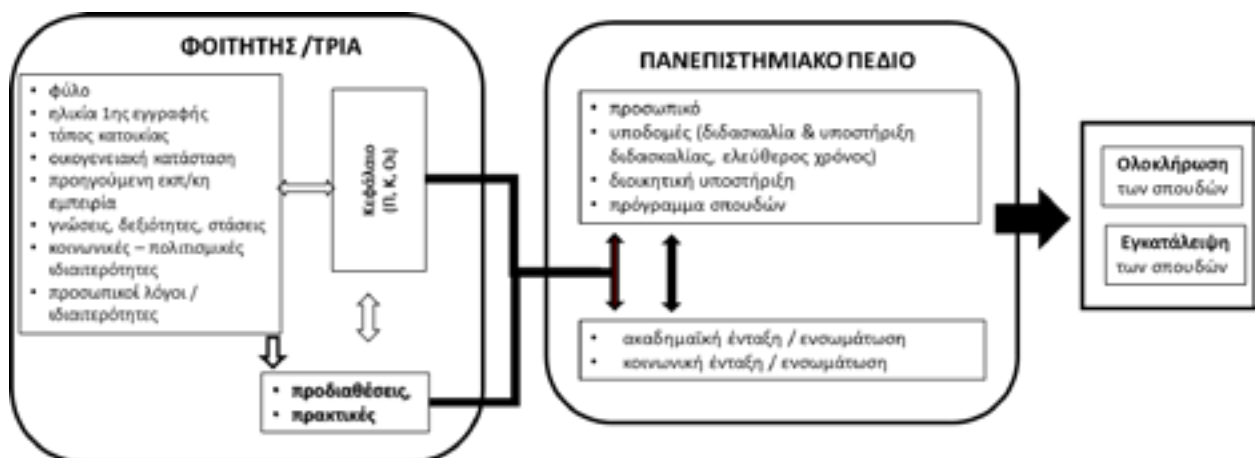 ΦΟΙΤΗΤΗΣ /ΤΡΙΑ
• φύλο
• ηλικία 1ης εγγραφής
• τόπος κατοικίας
• οικογενειακή κατάσταση
• προηγούμενη εκπ/κη
εμπειρία
• γνώσεις, δεξιότητες, στάσεις
• κοινωνικές – πολιτισμικές
ιδιαιτερότητες
• προσωπικοί λόγοι /
ιδιαιτερότητες
Κεφάλαιο
(Π, Κ, Οι)
• προδιαθέσεις,
• πρακτικές
ΠΑΝΕΠΙΣΤΗΜΙΑΚΟ ΠΕΔΙΟ
• προσωπικό
• υποδομές (διδασκαλία & υποστήριξη
διδασκαλίας, ελεύθερος χρόνος)
• διοικητική υποστήριξη
• πρόγραμμα σπουδών
• ακαδημαϊκή ένταξη / ενσωμάτωση
• κοινωνική ένταξη / ενσωμάτωση
Ολοκλήρωση
των σπουδών
Εγκατάλειψη
των σπουδών